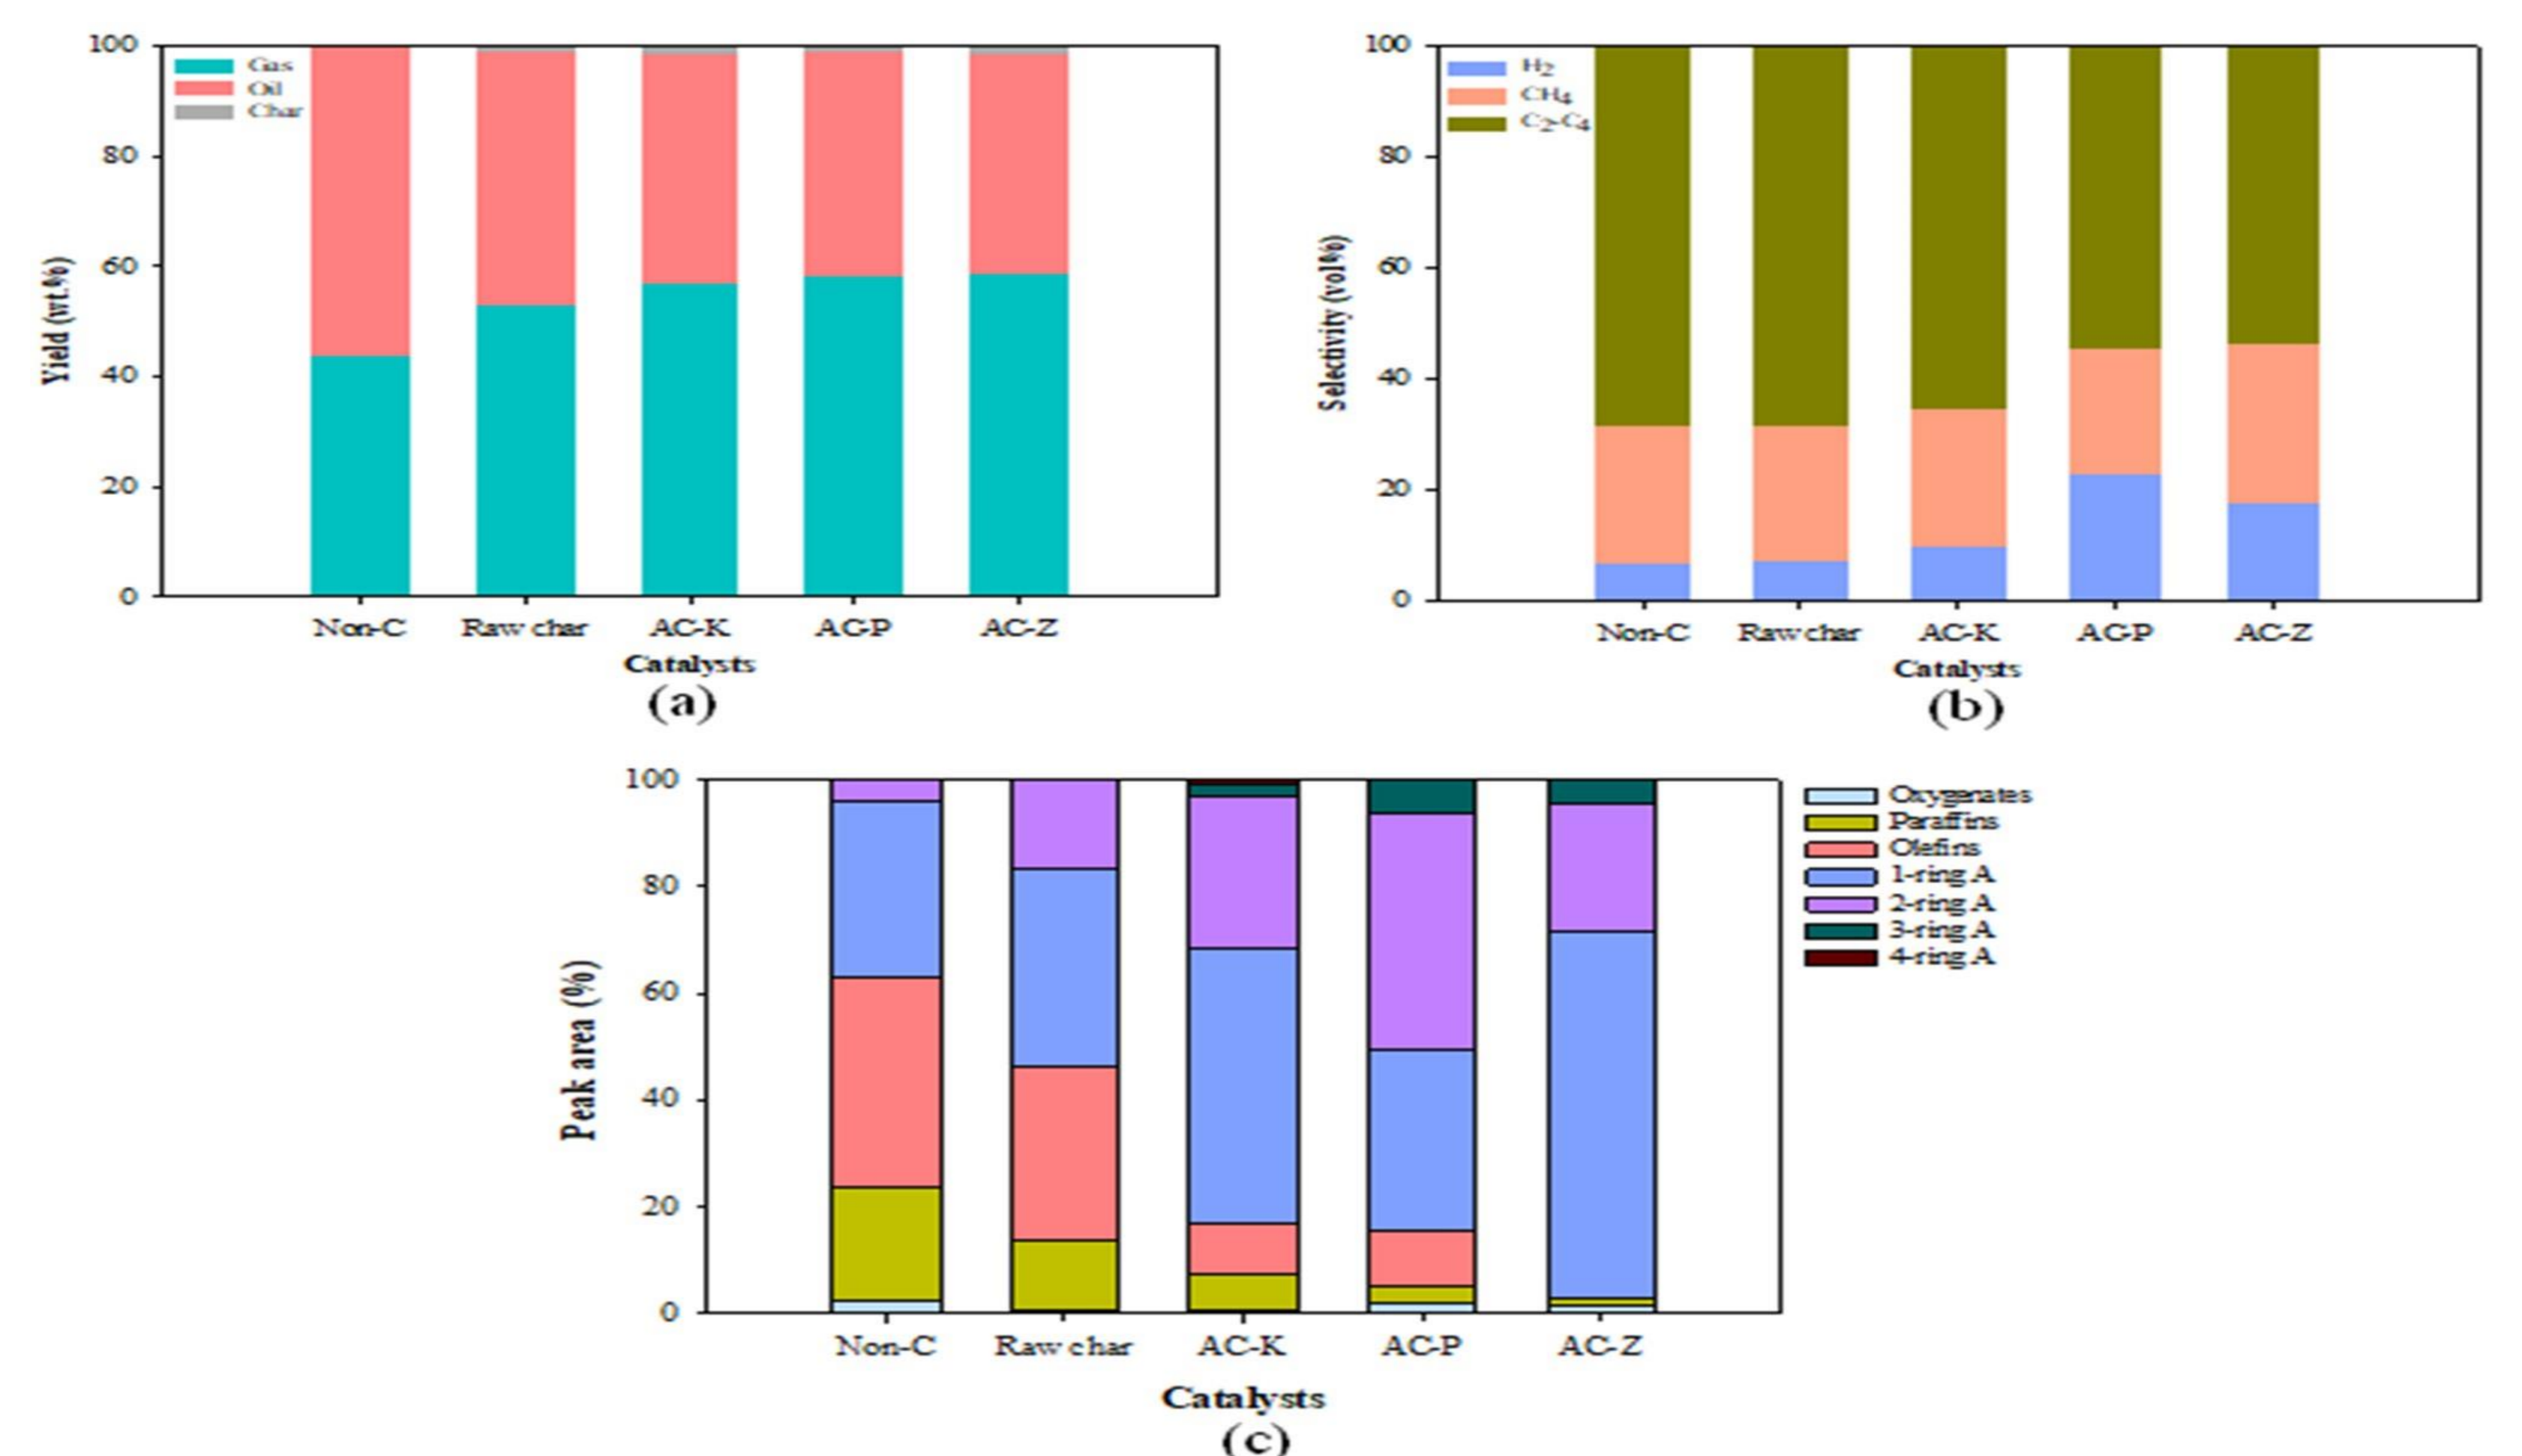 100
80
60
40
20
0
Yield (wt.%)
Gas
Oil
Char
Non-C Raw char AC-K AC-P AC-Z
Catalysts
(a)
100
80
60
40
20
0
Selectivity (vol%)
H2
CH4
C2-C4
Non-C Raw char AC-K AC-P AC-Z
Catalysts
(b)
100
80
60
40
20
0
Peak area (%)
Oxygenates
Paraffins
Olefins
1-ring A
2-ring A
3-ring A
4-ring A
Non-C Raw char AC-K AC-P AC-Z
Catalysts
(c)